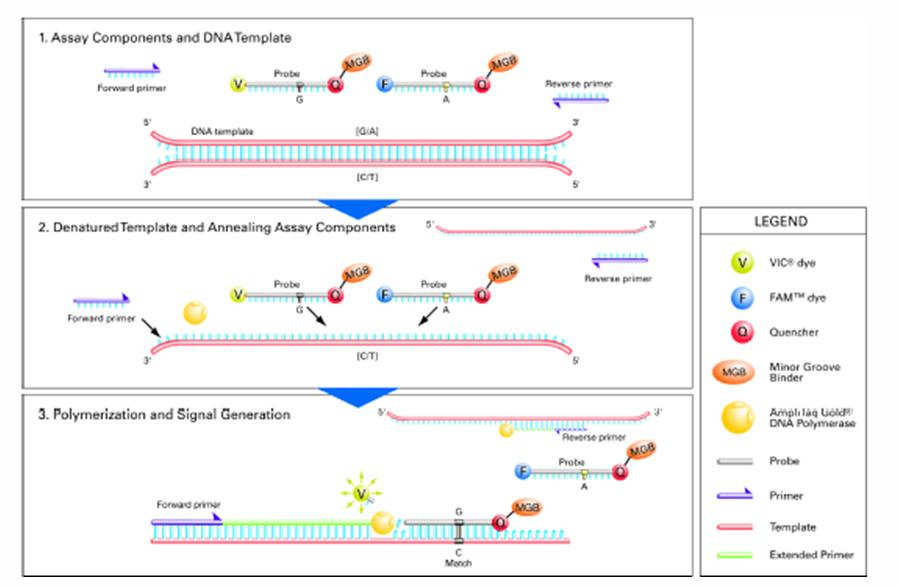 1. Assay Components and DNA Template
MGB
MGB
Probe
Probe
V
Q
F
Q
G
A
Forward primer
Reverse primer
5'
DNA template
[G/A]
3'
3'
[C/T]
5'
2. Denatured Template and Annealing Assay Components
5'
3'
Reverse primer
MGB
MGB
Probe
Probe
V
Q
F
Q
G
A
Forward primer
3'
[C/T]
5'
3. Polymerization and Signal Generation
5'
3'
Reverse primer
MGB
Probe
F
Q
A
V
Forward primer
MGB
G
Q
C
Match
LEGEND
V
VIC® dye
F
FAM™ dye
Q
Quencher
MGB
Minor Groove
Binder
AmpliTaq Gold®
DNA Polymerase
Probe
Primer
Template
Extended Primer